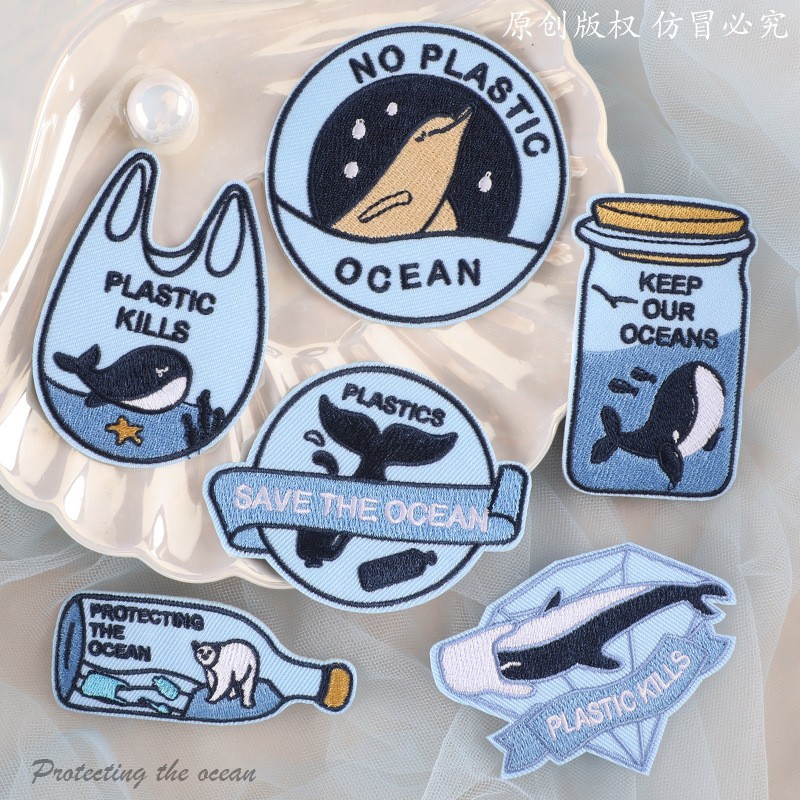 原创版权 仿冒必究
NO PLASTIC
OCEAN
PLASTIC
KILLS
KEEP
OUR
OCEANS
PLASTICS
SAVE THE OCEAN
PROTECTING
THE
OCEAN
PLASTIC KILLS
Protecting the ocean